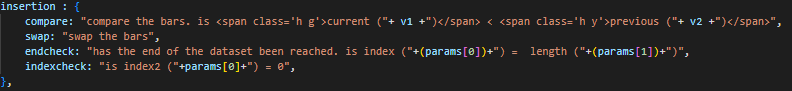 insertion : {
compare: "compare the bars. is <span class='h g'>current ("+ v1 +")</span> < <span class='h y'>previous ("+ v2 +")</span>",
swap: "swap the bars",
endcheck: "has the end of the dataset been reached. is index ("+(params[0])+") =  length ("+(params[1])+")",
indexcheck: "is index2 ("+params[0]+") = 0",
},